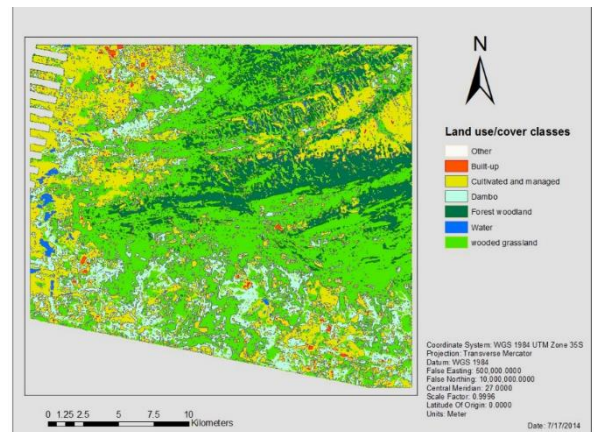 N
Land use/cover classes
Other
Built-up
Cultivated and managed
Dambo
Forest woodland
Water
wooded grassland
Coordinate System: WGS 1984 UTM Zone 35S
Projection: Transverse Mercator
Datum: WGS 1984
False Easting: 500,000.0000
False Northing: 10,000,000.0000
Central Meridian: 27.0000
Scale Factor: 0.9996
Latitude Of Origin: 0.0000
Units: Meter
0 1.25 2.5 5 7.5 10
Kilometers
Date: 7/17/2014